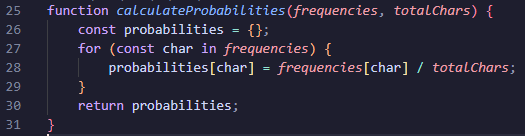 25 function calculateProbabilities(frequencies, totalChars) {
26     const probabilities = {};
27     for (const char in frequencies) {
28         probabilities[char] = frequencies[char] / totalChars;
29     }
30     return probabilities;
31 }